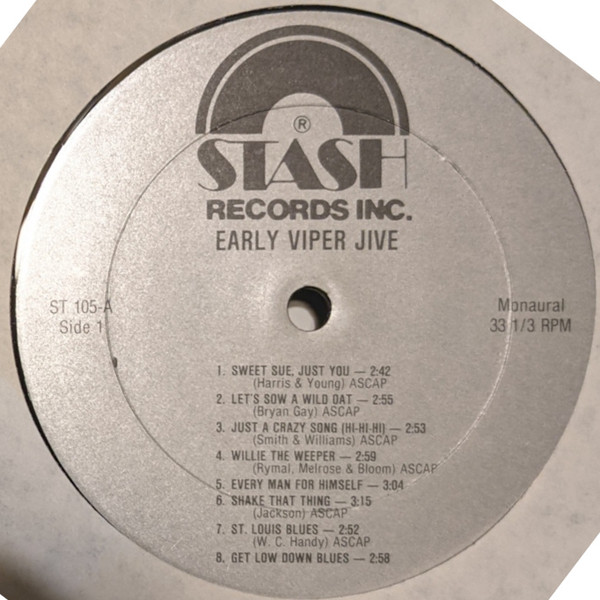 ®
STASH
RECORDS INC.
EARLY VIPER JIVE
ST 105-A
Side 1
Monaural
33 1/3 RPM
1. SWEET SUE, JUST YOU — 2:42
(Harris & Young) ASCAP
2. LET'S SOW A WILD OAT — 2:55
(Bryan Gay) ASCAP
3. JUST A CRAZY SONG (HI-HI-HI) — 2:53
(Smith & Williams) ASCAP
4. WILLIE THE WEEPER — 2:59
(Rymal, Melrose & Bloom) ASCAP
5. EVERY MAN FOR HIMSELF — 3:04
6. SHAKE THAT THING — 3:15
(Jackson) ASCAP
7. ST. LOUIS BLUES — 2:52
(W. C. Handy) ASCAP
8. GET LOW DOWN BLUES — 2:58